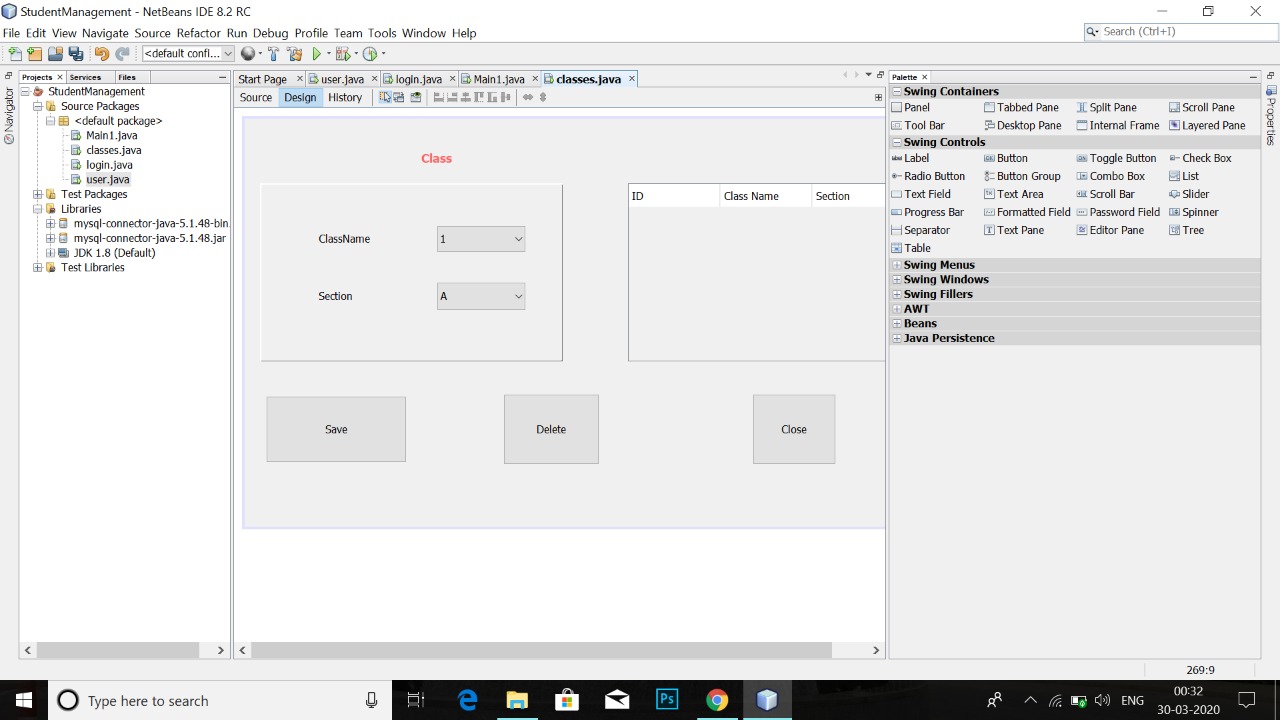 StudentManagement - NetBeans IDE 8.2 RC
File Edit View Navigate Source Refactor Run Debug Profile Team Tools Window Help
Search (Ctrl+I)
<default confi...
Projects Services Files
Start Page user.java login.java Main1.java classes.java
Palette
Source Design History
Navigator
Properties
StudentManagement
Source Packages
<default package>
Main1.java
classes.java
login.java
user.java
Test Packages
Libraries
mysql-connector-java-5.1.48-bin.
mysql-connector-java-5.1.48.jar
JDK 1.8 (Default)
Test Libraries
Class
ClassName 1
Section A
ID Class Name Section
Save Delete Close
Swing Containers
Panel Tabbed Pane Split Pane Scroll Pane
Tool Bar Desktop Pane Internal Frame Layered Pane
Swing Controls
Label Button Toggle Button Check Box
Radio Button Button Group Combo Box List
Text Field Text Area Scroll Bar Slider
Progress Bar Formatted Field Password Field Spinner
Separator Text Pane Editor Pane Tree
Table
Swing Menus
Swing Windows
Swing Fillers
AWT
Beans
Java Persistence
269:9
Type here to search
Ps
ENG
00:32
30-03-2020